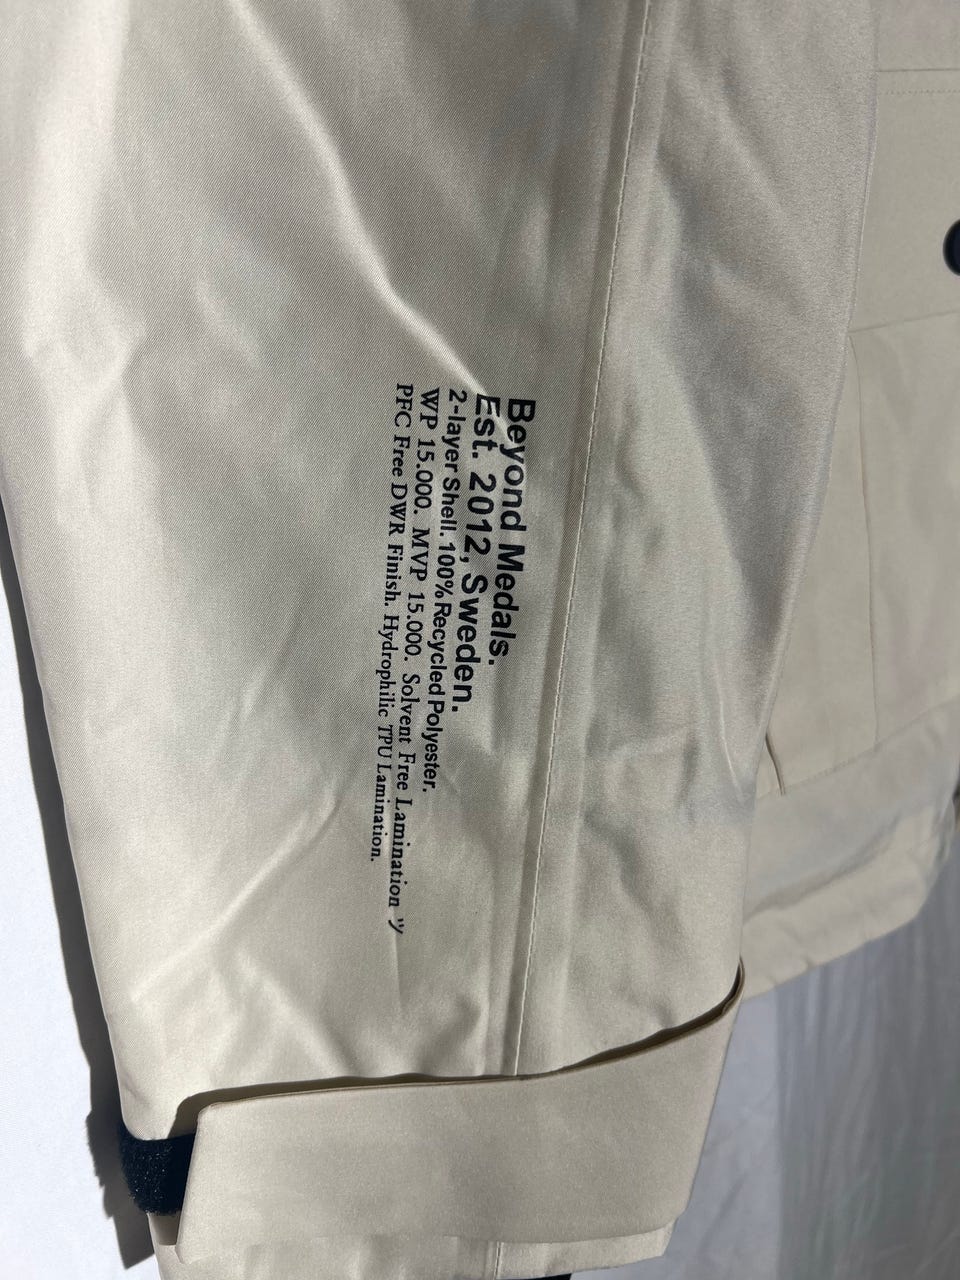 Beyond Medals.
Est. 2012, Sweden.
2-layer Shell. 100% Recycled Polyester.
WP 15.000. MVP 15.000. Solvent Free Lamination ツ
PFC Free DWR Finish. Hydrophilic TPU Lamination.